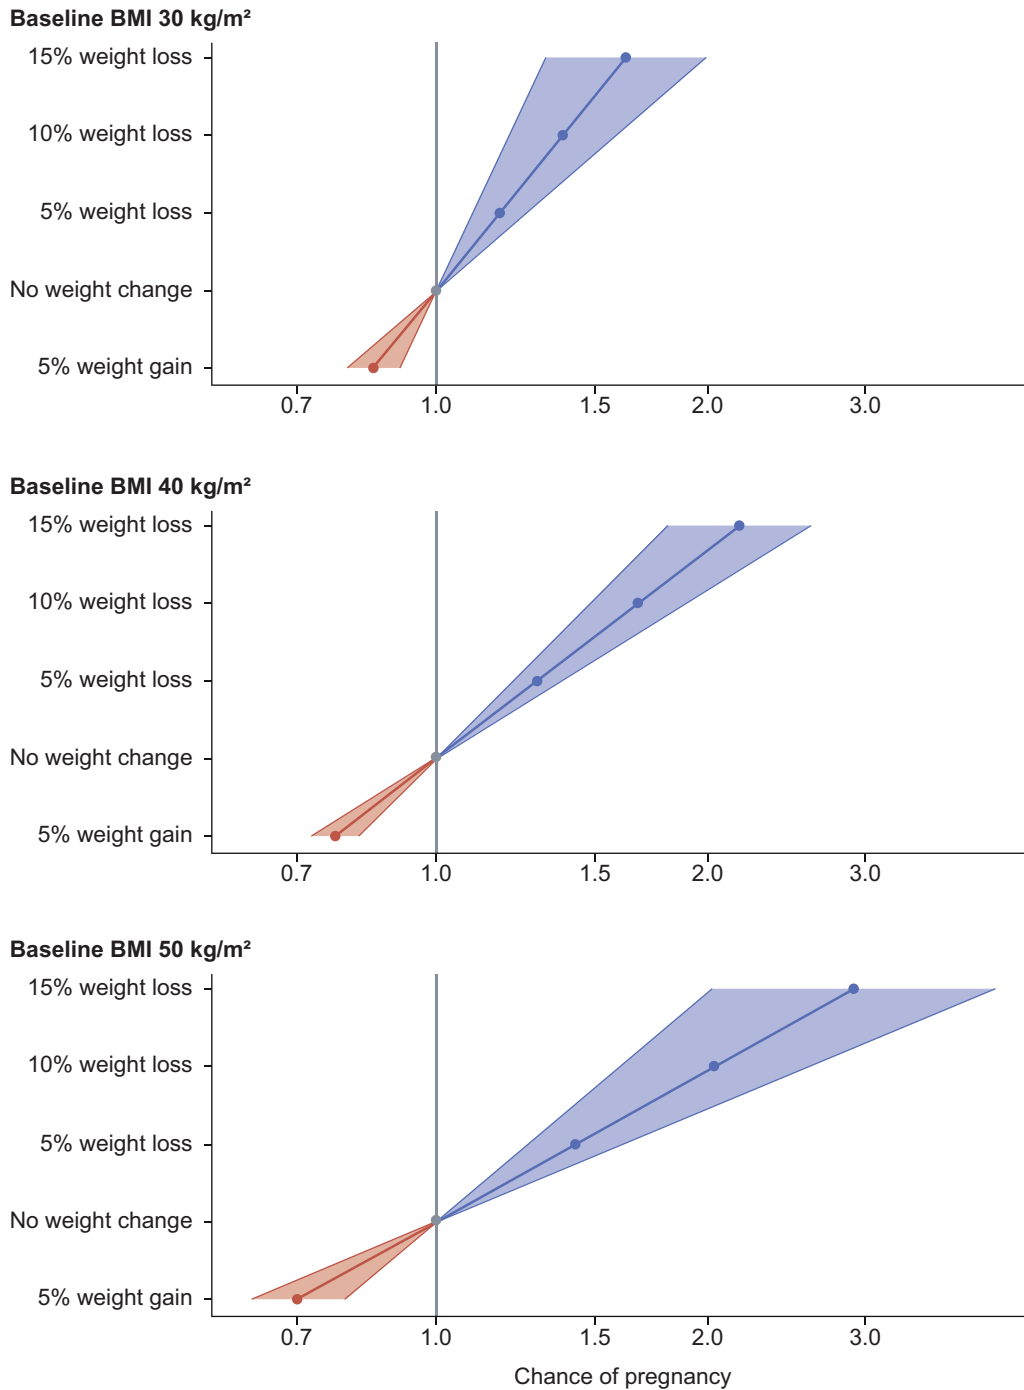 Baseline BMI 30 kg/m²
15% weight loss
10% weight loss
5% weight loss
No weight change
5% weight gain
0.7 1.0 1.5 2.0 3.0
Baseline BMI 40 kg/m²
15% weight loss
10% weight loss
5% weight loss
No weight change
5% weight gain
0.7 1.0 1.5 2.0 3.0
Baseline BMI 50 kg/m²
15% weight loss
10% weight loss
5% weight loss
No weight change
5% weight gain
0.7 1.0 1.5 2.0 3.0
Chance of pregnancy